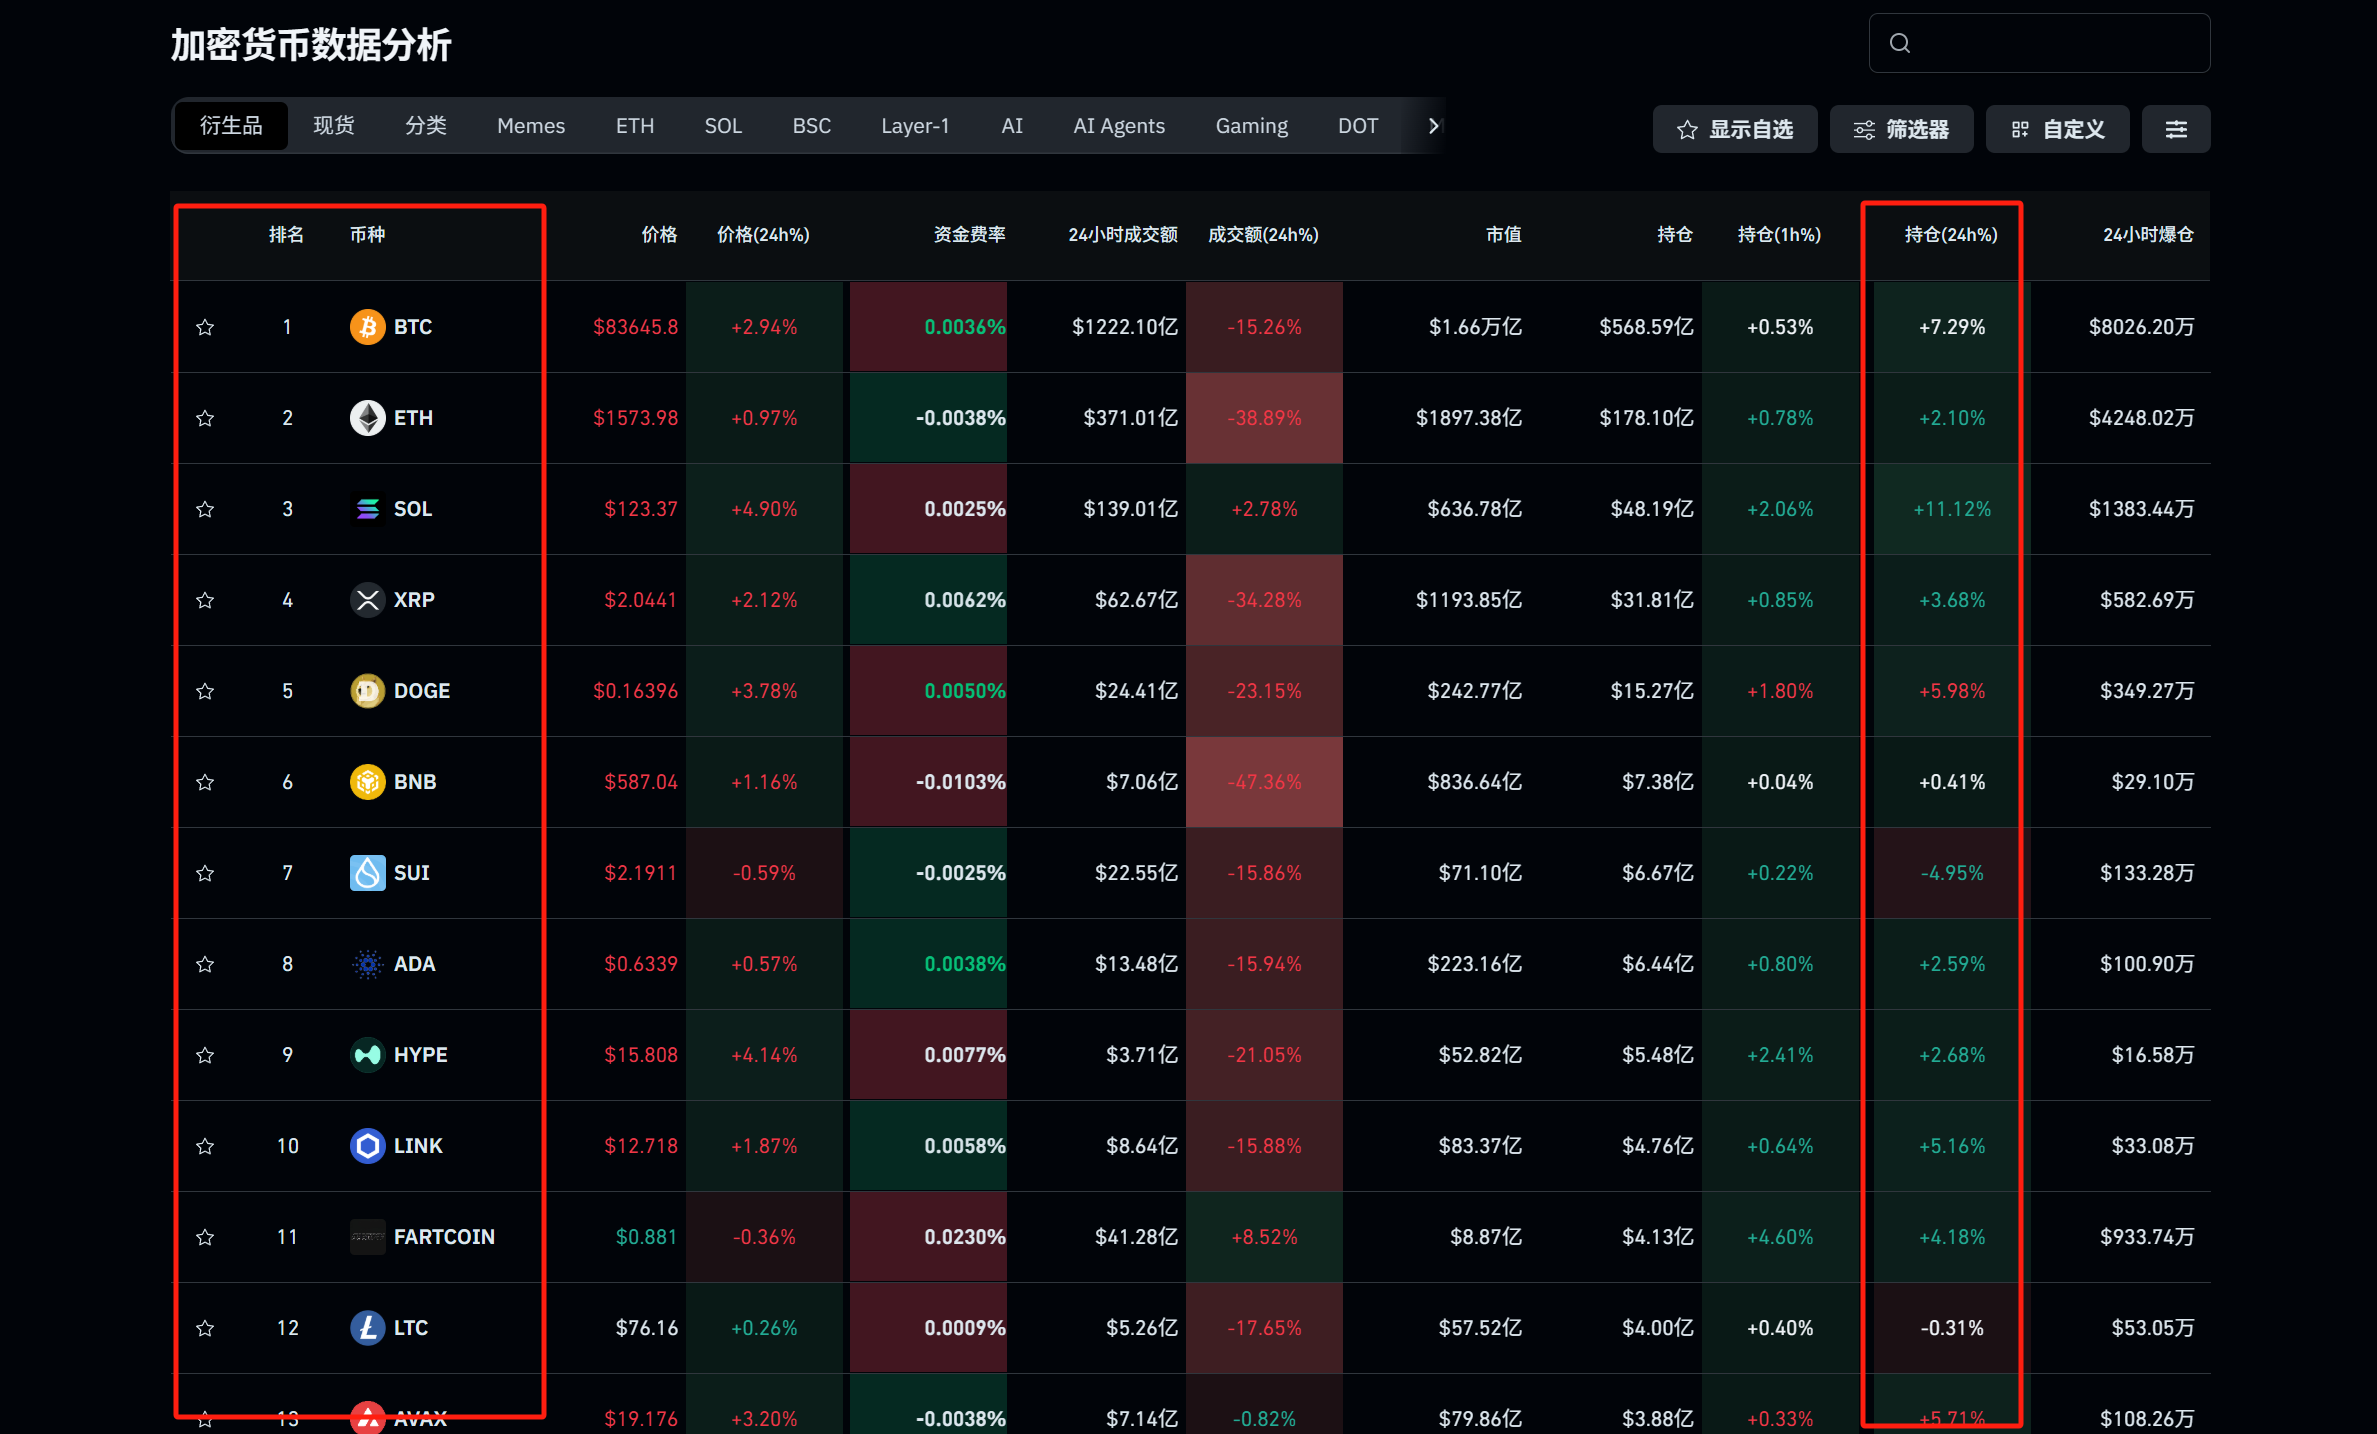 加密货币数据分析
衍生品 现货 分类 Memes ETH SOL BSC Layer-1 AI AI Agents Gaming DOT 显示自选 筛选器 自定义
排名 币种 价格 价格(24h%) 资金费率 24小时成交额 成交额(24h%) 市值 持仓 持仓(1h%) 持仓(24h%) 24小时爆仓
1 BTC $83645.8 +2.94% 0.0036% $1222.10亿 -15.26% $1.66万亿 $568.59亿 +0.53% +7.29% $8026.20万
2 ETH $1573.98 +0.97% -0.0038% $371.01亿 -38.89% $1897.38亿 $178.10亿 +0.78% +2.10% $4248.02万
3 SOL $123.37 +4.90% 0.0025% $139.01亿 +2.78% $636.78亿 $48.19亿 +2.06% +11.12% $1383.44万
4 XRP $2.0441 +2.12% 0.0062% $62.67亿 -34.28% $1193.85亿 $31.81亿 +0.85% +3.68% $582.69万
5 DOGE $0.16396 +3.78% 0.0050% $24.41亿 -23.15% $242.77亿 $15.27亿 +1.80% +5.98% $349.27万
6 BNB $587.04 +1.16% -0.0103% $7.06亿 -47.36% $836.64亿 $7.38亿 +0.04% +0.41% $29.10万
7 SUI $2.1911 -0.59% -0.0025% $22.55亿 -15.86% $71.10亿 $6.67亿 +0.22% -4.95% $133.28万
8 ADA $0.6339 +0.57% 0.0038% $13.48亿 -15.94% $223.16亿 $6.44亿 +0.80% +2.59% $100.90万
9 HYPE $15.808 +4.14% 0.0077% $3.71亿 -21.05% $52.82亿 $5.48亿 +2.41% +2.68% $16.58万
10 LINK $12.718 +1.87% 0.0058% $8.64亿 -15.88% $83.37亿 $4.76亿 +0.64% +5.16% $33.08万
11 FARTCOIN $0.881 -0.36% 0.0230% $41.28亿 +8.52% $8.87亿 $4.13亿 +4.60% +4.18% $933.74万
12 LTC $76.16 +0.26% 0.0009% $5.26亿 -17.65% $57.52亿 $4.00亿 +0.40% -0.31% $53.05万
13 AVAX $19.176 +3.20% -0.0038% $7.14亿 -0.82% $79.86亿 $3.88亿 +0.33% +5.71% $108.26万